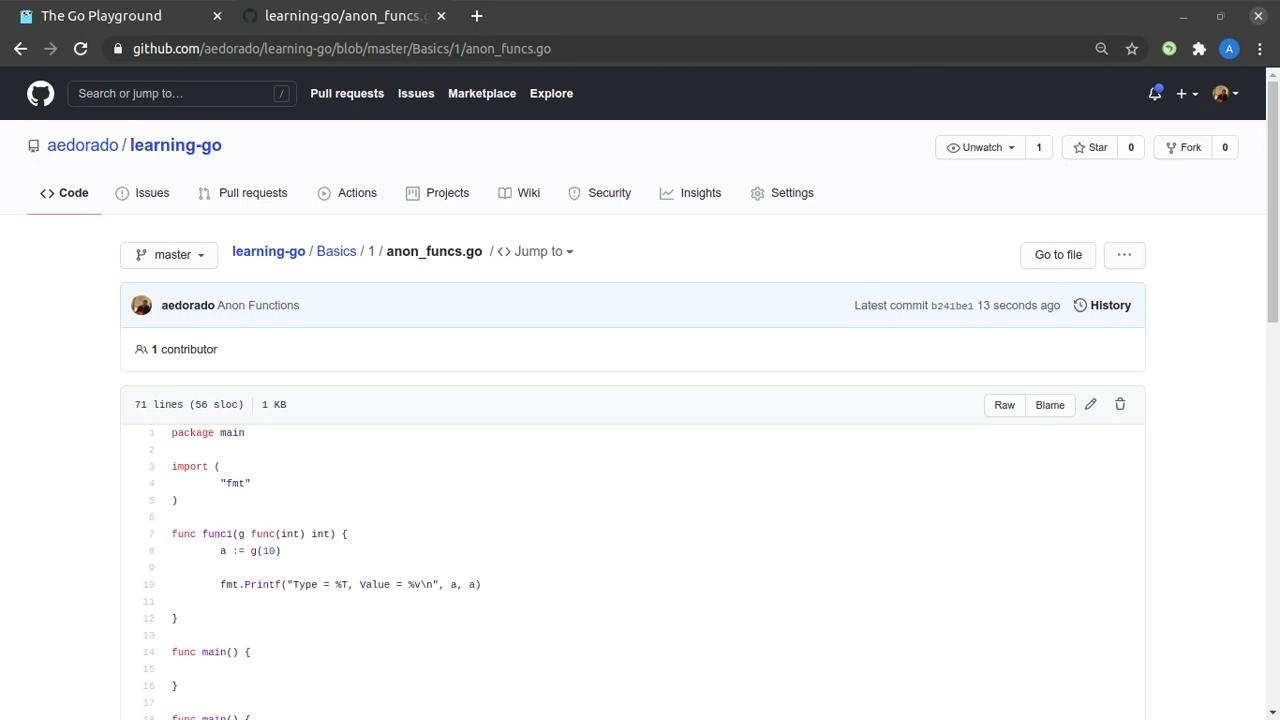 The Go Playground
learning-go/anon_funcs.g
github.com/aedorado/learning-go/blob/master/Basics/1/anon_funcs.go
A
Search or jump to…
/
Pull requests
Issues
Marketplace
Explore
aedorado / learning-go
Unwatch 1
Star 0
Fork 0
Code
Issues
Pull requests
Actions
Projects
Wiki
Security
Insights
Settings
master
learning-go / Basics / 1 / anon_funcs.go / <> Jump to
Go to file
aedorado Anon Functions
Latest commit b241be1 13 seconds ago
History
1 contributor
71 lines (56 sloc) 1 KB
Raw
Blame
1 package main
2
3 import (
4 "fmt"
5 )
6
7 func func1(g func(int) int) {
8 a := g(10)
9
10 fmt.Printf("Type = %T, Value = %v\n", a, a)
11
12 }
13
14 func main() {
15
16 }
17
18 func main() {